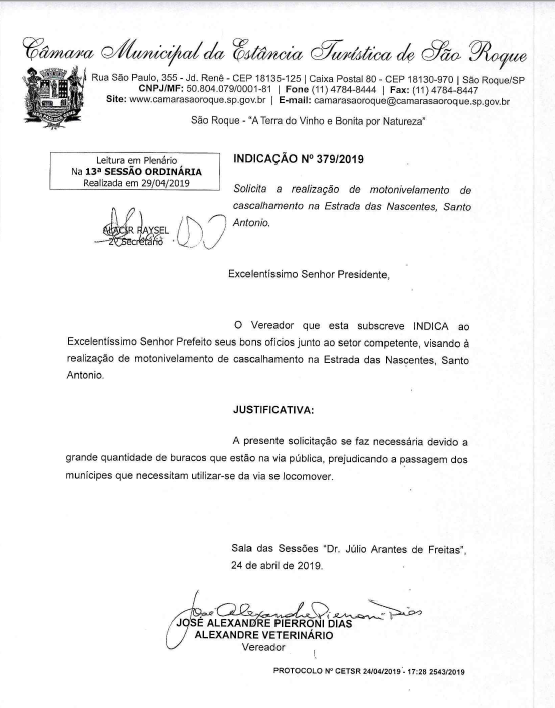 Câmara Municipal da Estância Turística de São Roque
Rua São Paulo, 355 - Jd. Renê - CEP 18135-125 | Caixa Postal 80 - CEP 18130-970 | São Roque/SP
CNPJ/MF: 50.804.079/0001-81 | Fone (11) 4784-8444 | Fax: (11) 4784-8447
Site: www.camarasaoroque.sp.gov.br | E-mail: camarasaoroque@camarasaoroque.sp.gov.br
São Roque - "A Terra do Vinho e Bonita por Natureza"
Leitura em Plenário
Na 13ª SESSÃO ORDINÁRIA
Realizada em 29/04/2019
ALACIR RAYSEL
2º Secretário
INDICAÇÃO Nº 379/2019
Solicita a realização de motonivelamento de
cascalhamento na Estrada das Nascentes, Santo
Antonio.
Excelentíssimo Senhor Presidente,
O Vereador que esta subscreve INDICA ao
Excelentíssimo Senhor Prefeito seus bons ofícios junto ao setor competente, visando à
realização de motonivelamento de cascalhamento na Estrada das Nascentes, Santo
Antonio.
JUSTIFICATIVA:
A presente solicitação se faz necessária devido a
grande quantidade de buracos que estão na via pública, prejudicando a passagem dos
munícipes que necessitam utilizar-se da via se locomover.
Sala das Sessões "Dr. Júlio Arantes de Freitas",
24 de abril de 2019.
José Alexandre Pierroni Dias
JOSÉ ALEXANDRE PIERRONI DIAS
ALEXANDRE VETERINÁRIO
Vereador
PROTOCOLO Nº CETSR 24/04/2019 - 17:28 2543/2019